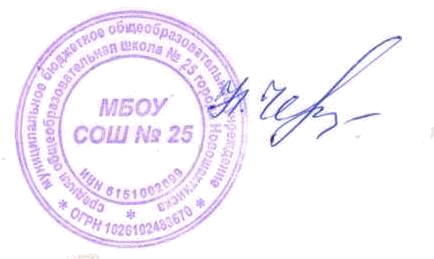 муниципальное бюджетное общеобразовательное учреждение
средняя общеобразовательная школа № 25 города Новошахтинска
МБОУ
СОШ № 25
ИНН 6151002099
* ОГРН 1026102483670 *